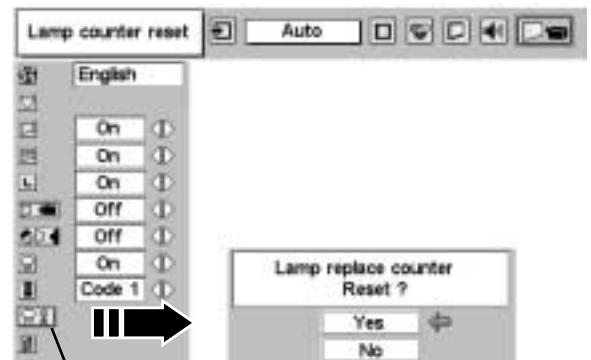 Lamp counter reset
Auto
English
On
On
On
Off
Off
On
Code 1
Lamp replace counter
Reset ?
Yes
No